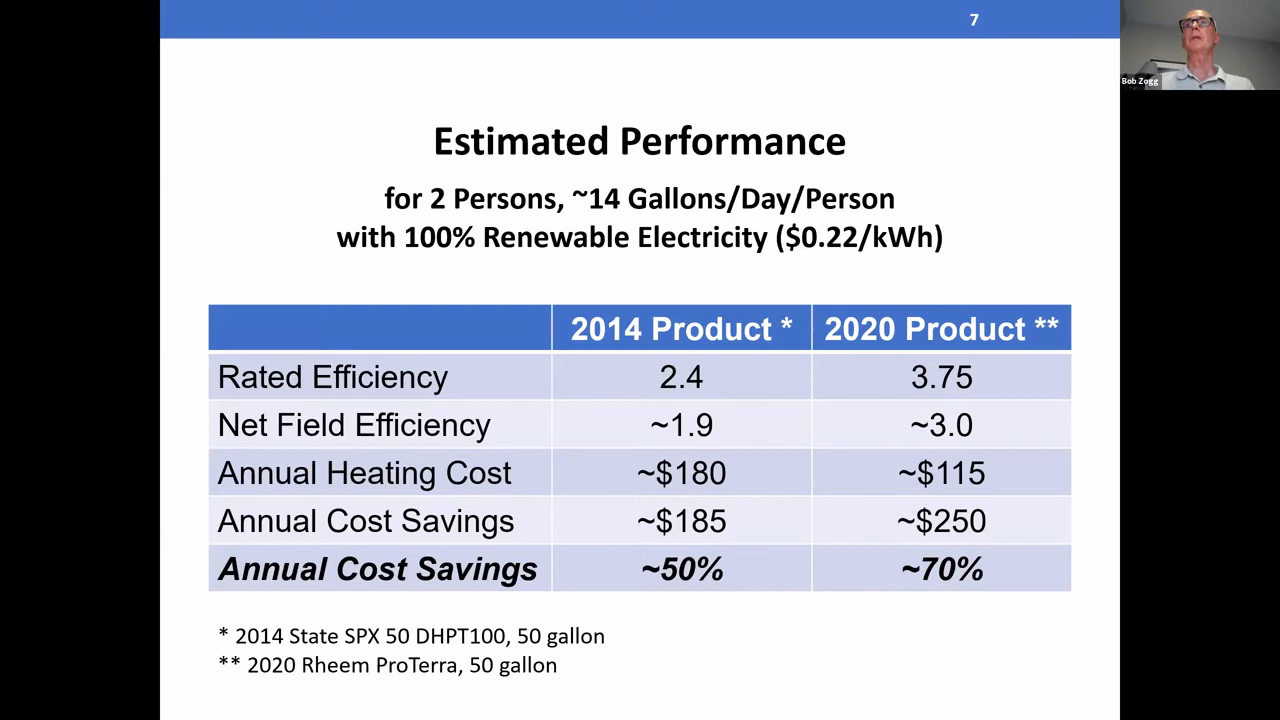 7
Bob Zogg
Estimated Performance
for 2 Persons, ~14 Gallons/Day/Person
with 100% Renewable Electricity ($0.22/kWh)
2014 Product * 2020 Product **
Rated Efficiency 2.4 3.75
Net Field Efficiency ~1.9 ~3.0
Annual Heating Cost ~$180 ~$115
Annual Cost Savings ~$185 ~$250
Annual Cost Savings ~50% ~70%
* 2014 State SPX 50 DHPT100, 50 gallon
** 2020 Rheem ProTerra, 50 gallon